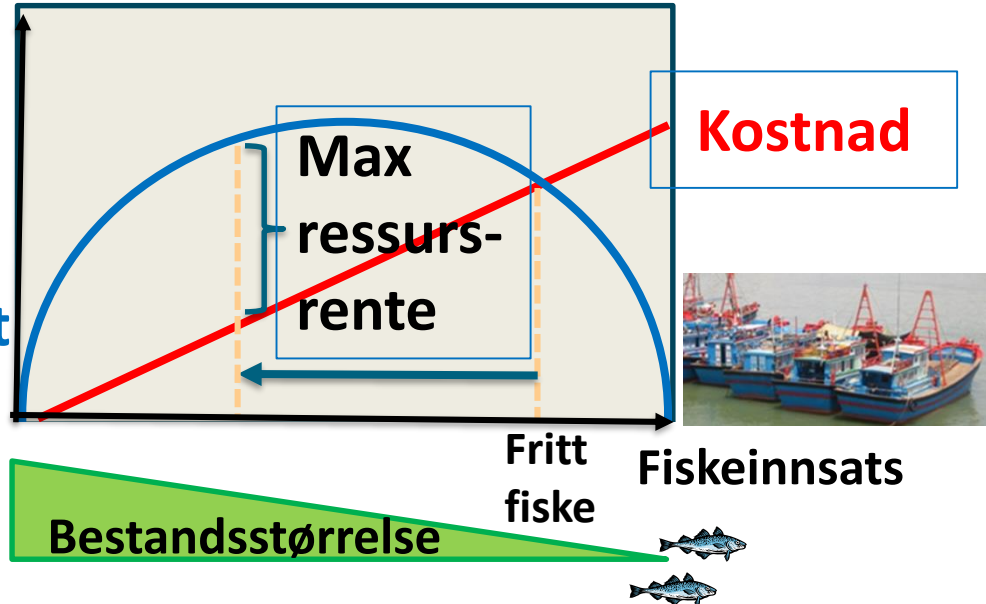 Kostnad
Max
ressurs-
rente
t
Fritt
fiske
Fiskeinnsats
Bestandsstørrelse